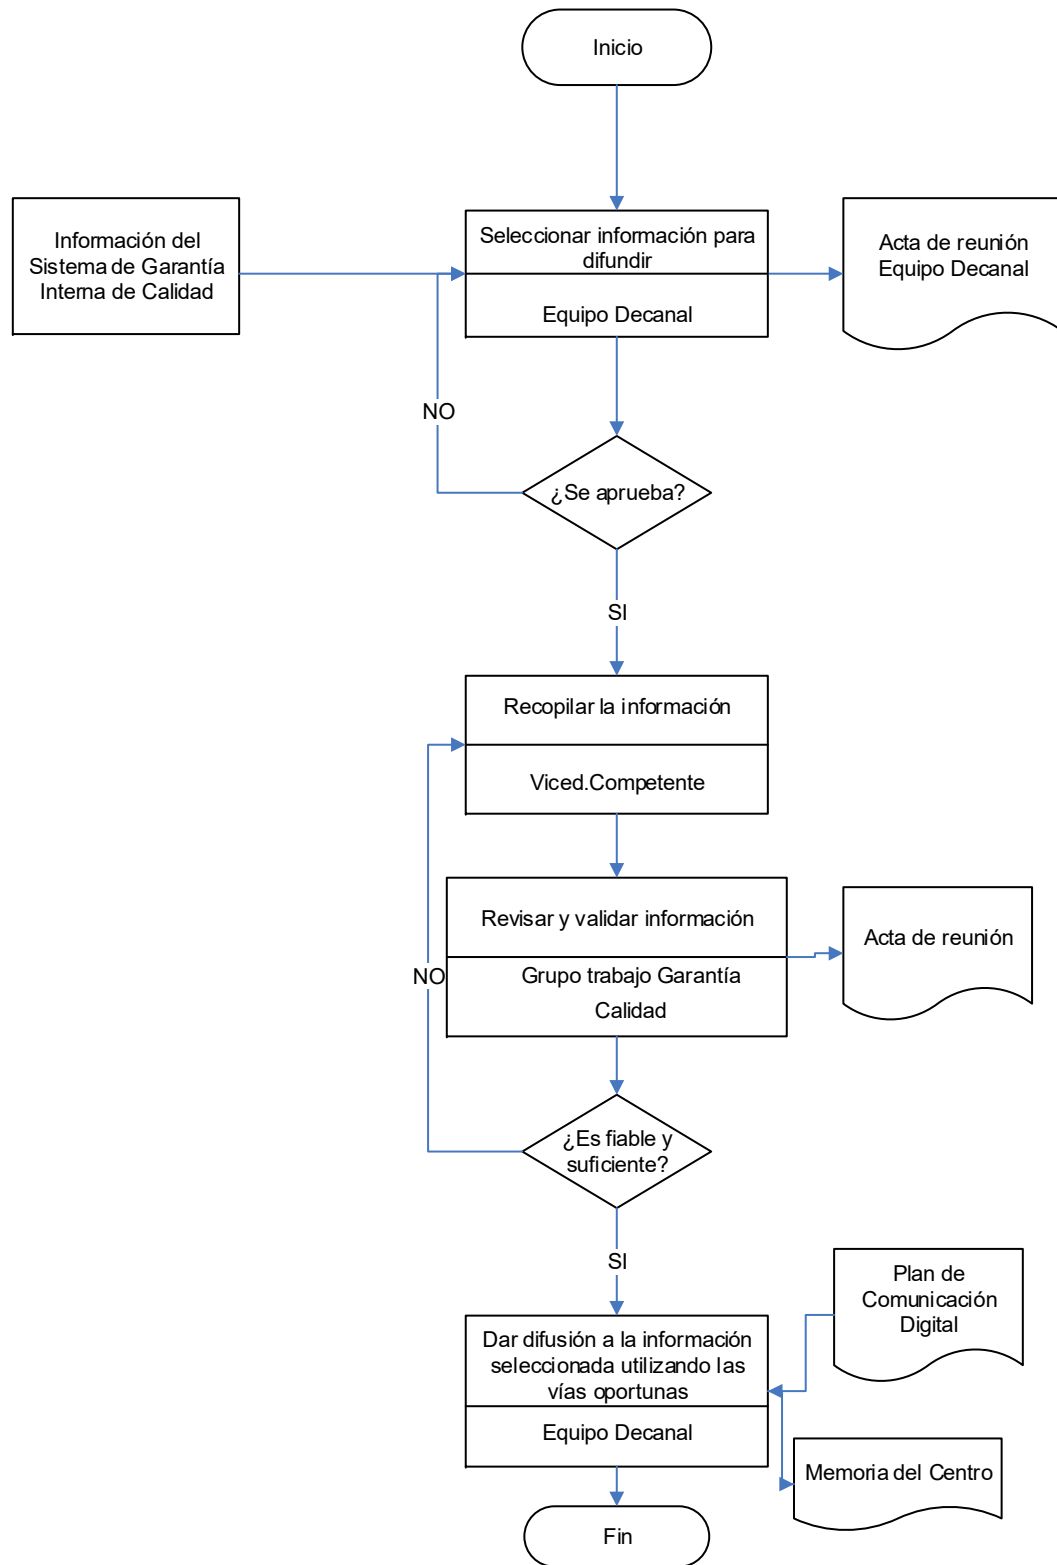 Inicio
Información del
Sistema de Garantía
Interna de Calidad
Seleccionar información para
difundir
Equipo Decanal
Acta de reunión
Equipo Decanal
NO
¿Se aprueba?
SI
Recopilar la información
Viced.Competente
Revisar y validar información
Grupo trabajo Garantía
Calidad
Acta de reunión
NO
¿Es fiable y
suficiente?
SI
Plan de
Comunicación
Digital
Dar difusión a la información
seleccionada utilizando las
vías oportunas
Equipo Decanal
Memoria del Centro
Fin